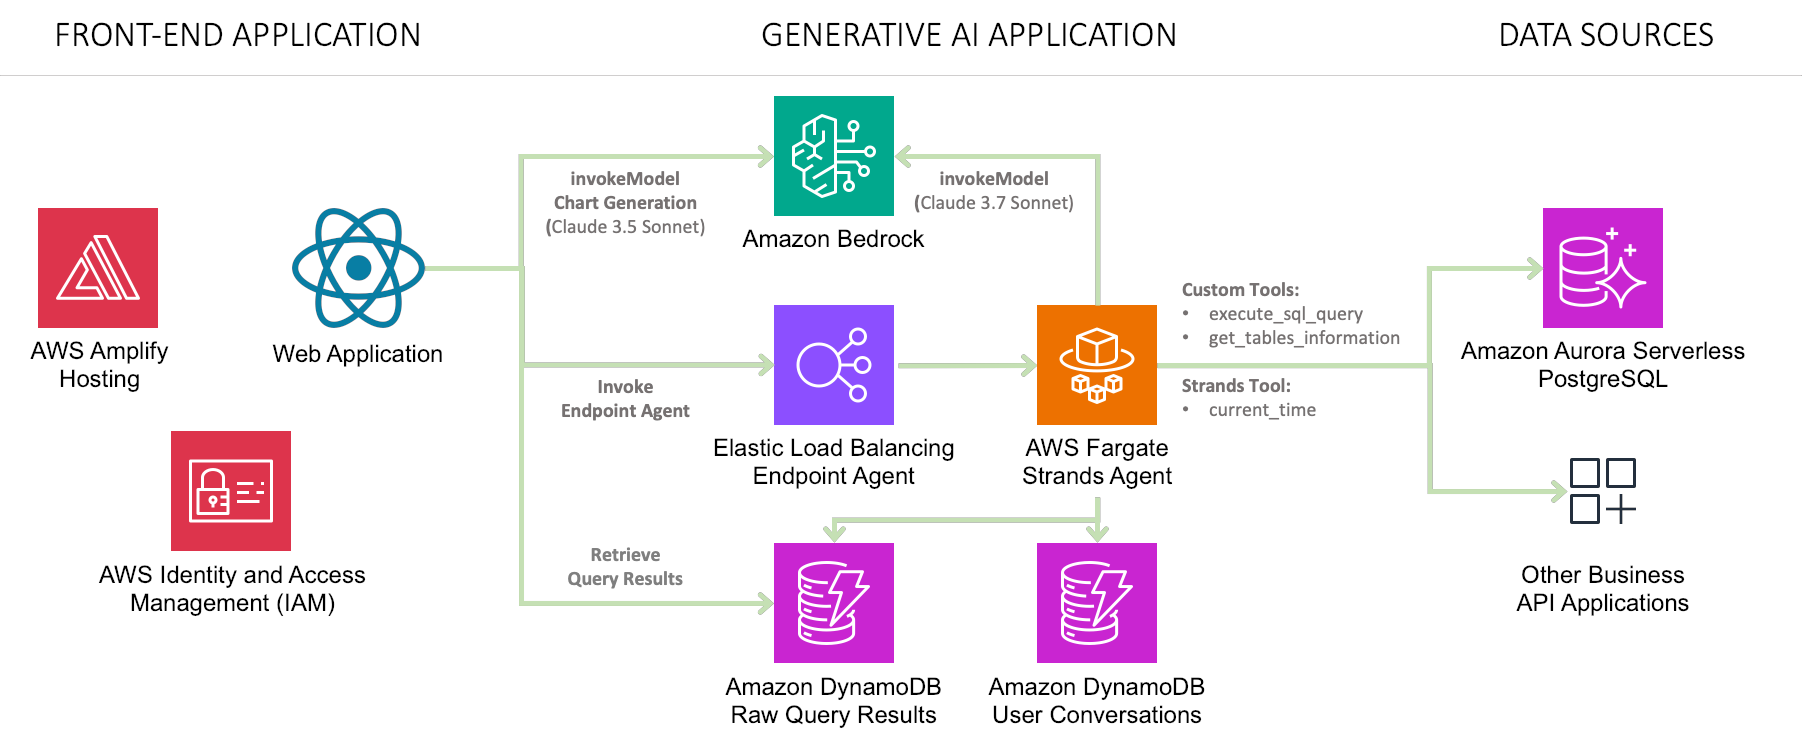 FRONT-END APPLICATION
GENERATIVE AI APPLICATION
DATA SOURCES
AWS Amplify
Hosting
Web Application
AWS Identity and Access
Management (IAM)
invokeModel
Chart Generation
(Claude 3.5 Sonnet)
Invoke
Endpoint Agent
Retrieve
Query Results
Amazon Bedrock
invokeModel
(Claude 3.7 Sonnet)
Elastic Load Balancing
Endpoint Agent
AWS Fargate
Strands Agent
Amazon DynamoDB
Raw Query Results
Amazon DynamoDB
User Conversations
Custom Tools:
• execute_sql_query
• get_tables_information
Strands Tool:
• current_time
Amazon Aurora Serverless
PostgreSQL
Other Business
API Applications